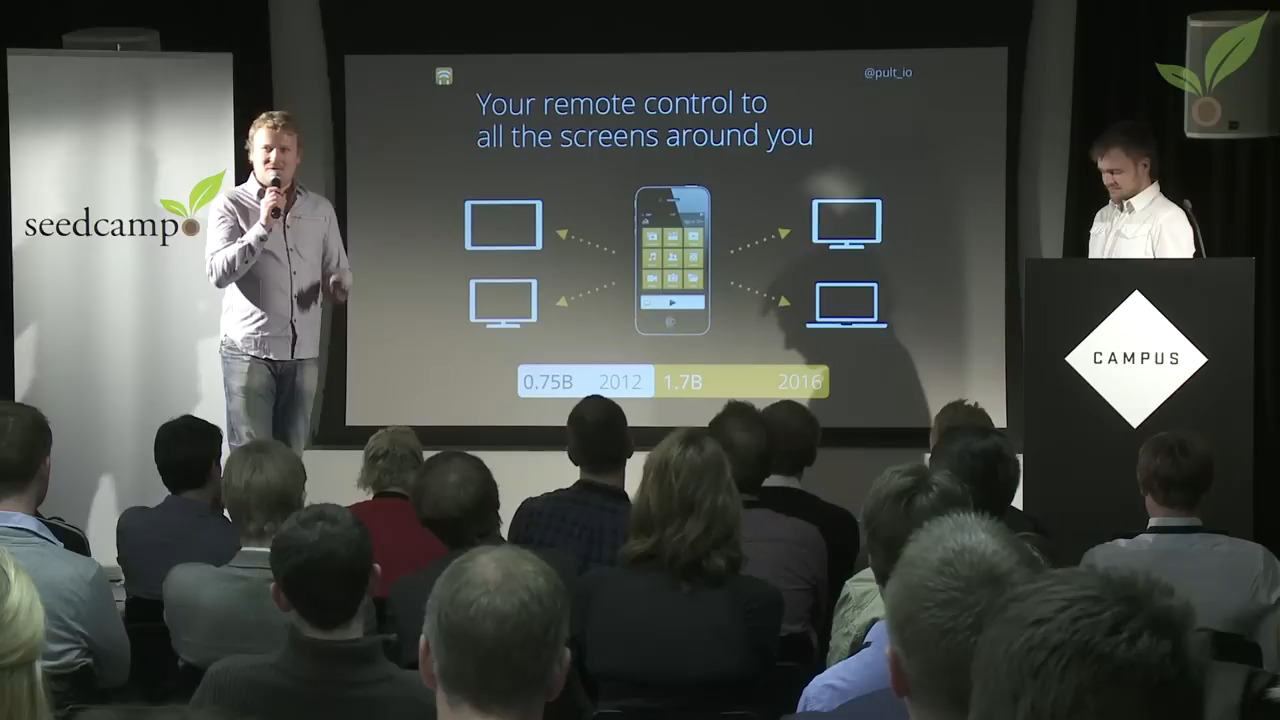 @pult_io
Your remote control to
all the screens around you
seedcamp
0.75B 2012 1.7B 2016
CAMPUS